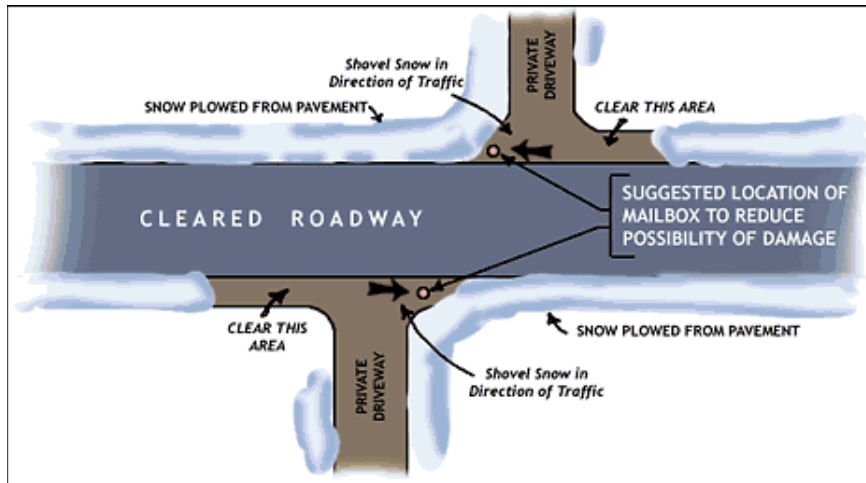 Shovel Snow in
Direction of Traffic
PRIVATE
DRIVEWAY
SNOW PLOWED FROM PAVEMENT
CLEAR THIS AREA
CLEARED ROADWAY
SUGGESTED LOCATION OF
MAILBOX TO REDUCE
POSSIBILITY OF DAMAGE
CLEAR THIS
AREA
SNOW PLOWED FROM PAVEMENT
PRIVATE
DRIVEWAY
Shovel Snow in
Direction of Traffic